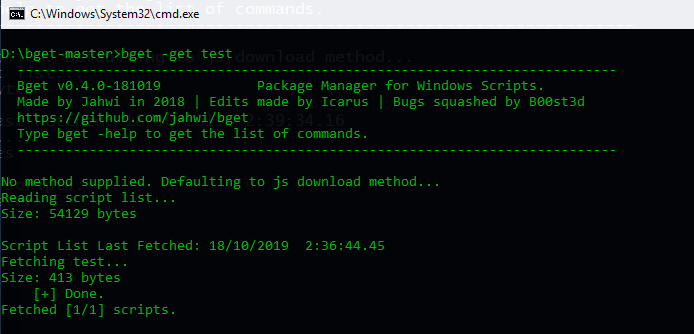 C:\Windows\System32\cmd.exe
D:\bget-master>bget -get test
---------------------------------------------------------------------------
Bget v0.4.0-181019 Package Manager for Windows Scripts.
Made by Jahwi in 2018 | Edits made by Icarus | Bugs squashed by B00st3d
https://github.com/jahwi/bget
Type bget -help to get the list of commands.
---------------------------------------------------------------------------
No method supplied. Defaulting to js download method...
Reading script list...
Size: 54129 bytes
Script List Last Fetched: 18/10/2019 2:36:44.45
Fetching test...
Size: 413 bytes
[+] Done.
Fetched [1/1] scripts.